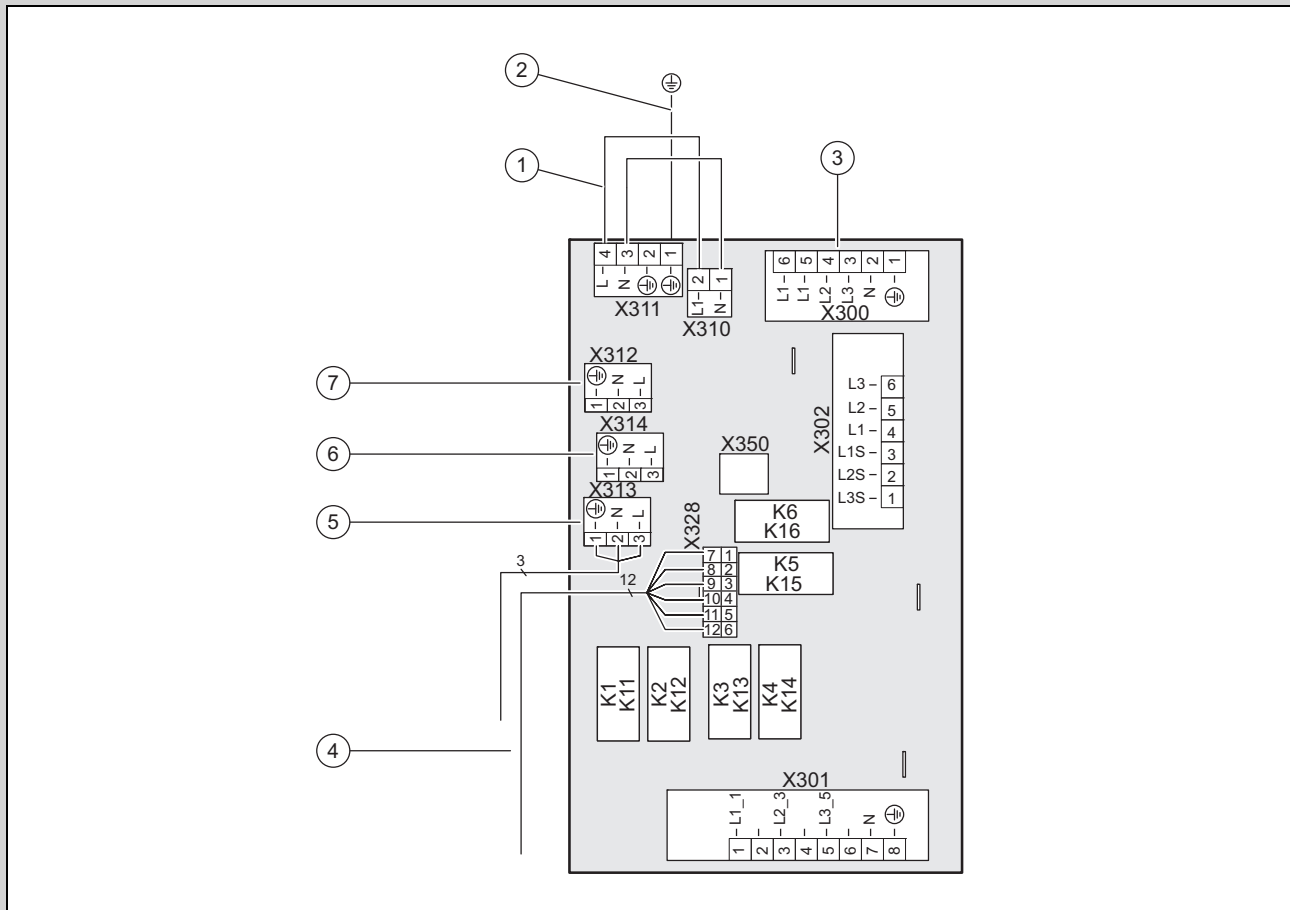 2
1
3
4 3 2 1
L – N – ⏚ – ⏚ –
X311
2 1
L1 – N –
X310
6 5 4 3 2 1
L1 – L1 – L2 – L3 – N – ⏚ –
X300
X312
⏚ – N – L
1 2 3
7
X314
⏚ – N – L
1 2 3
6
X313
⏚ – N – L
1 2 3
5
X302
L3 – 6
L2 – 5
L1 – 4
L1S – 3
L2S – 2
L3S – 1
X350
K6
K16
K5
K15
X328
7 1
8 2
9 3
10 4
11 5
12 6
3
12
K1
K11
K2
K12
K3
K13
K4
K14
4
X301
– L1_1 – – L2_3 – – L3_5 – – N – ⏚
1 2 3 4 5 6 7 8